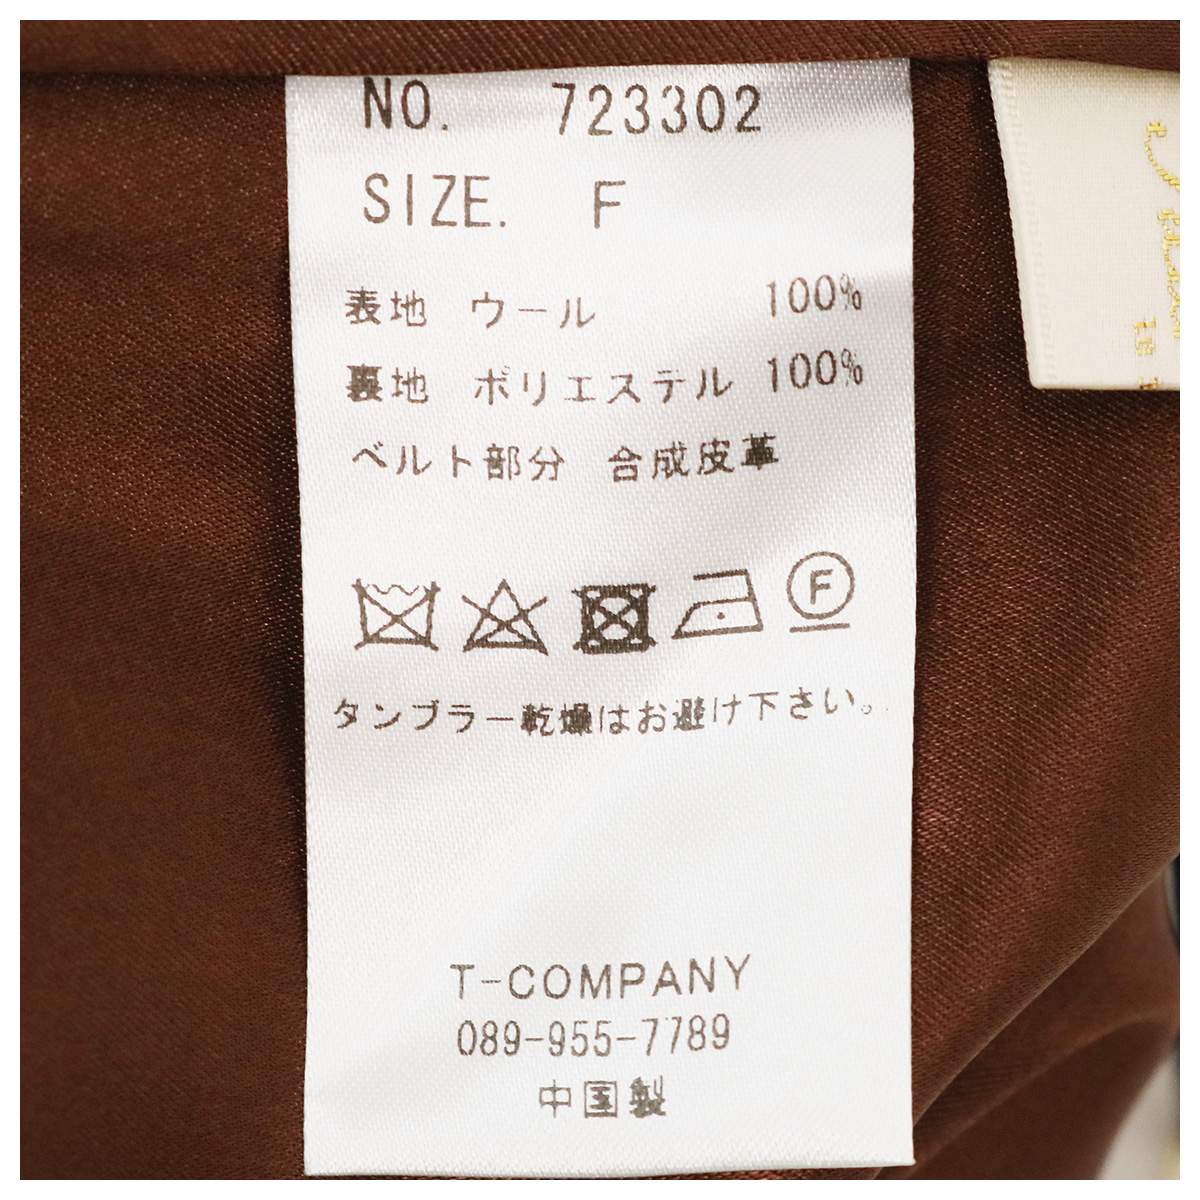 NO. 723302
SIZE. F
表地 ウール 100%
裏地 ポリエステル 100%
ベルト部分 合成皮革
F
タンブラー乾燥はお避け下さい。
T-COMPANY
089-955-7789
中国製